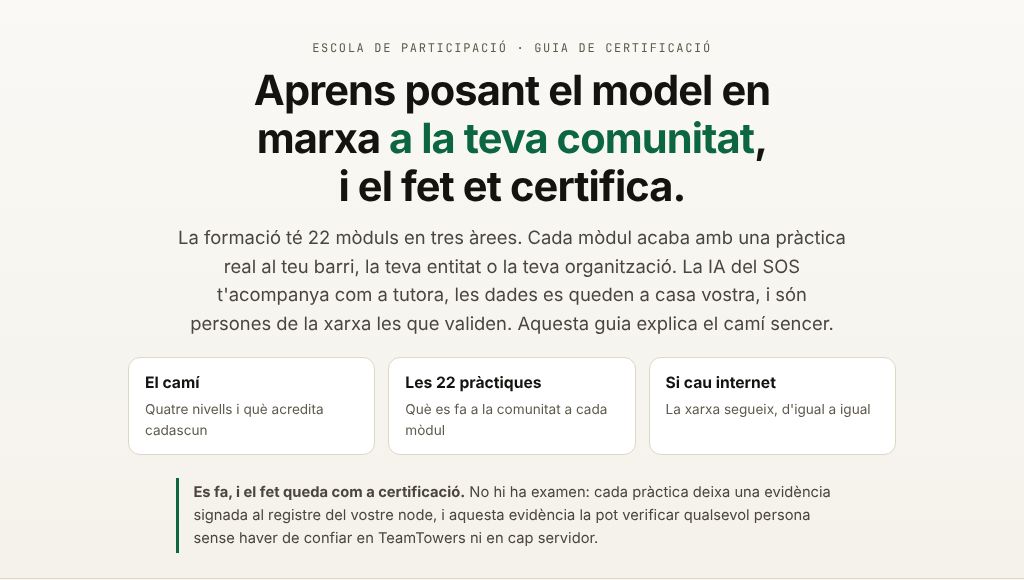 ESCOLA DE PARTICIPACIÓ · GUIA DE CERTIFICACIÓ
Aprens posant el model en
marxa a la teva comunitat,
i el fet et certifica.
La formació té 22 mòduls en tres àrees. Cada mòdul acaba amb una pràctica
real al teu barri, la teva entitat o la teva organització. La IA del SOS
t'acompanya com a tutora, les dades es queden a casa vostra, i són
persones de la xarxa les que validen. Aquesta guia explica el camí sencer.
El camí
Quatre nivells i què acredita
cadascun
Les 22 pràctiques
Què es fa a la comunitat a cada
mòdul
Si cau internet
La xarxa segueix, d'igual a igual
Es fa, i el fet queda com a certificació. No hi ha examen: cada pràctica deixa una evidència
signada al registre del vostre node, i aquesta evidència la pot verificar qualsevol persona
sense haver de confiar en TeamTowers ni en cap servidor.